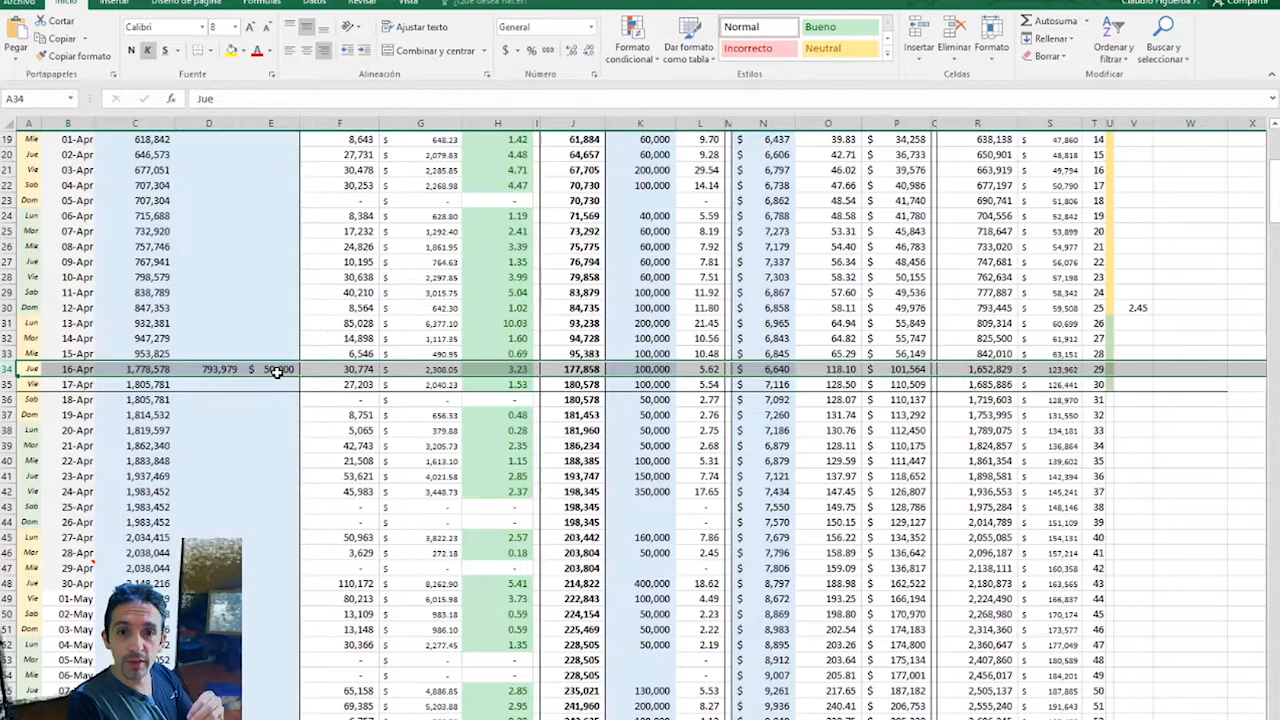 Archivo Inicio Insertar Diseño de página Fórmulas Datos Revisar Vista ¿Qué desea hacer? Claudio Figueroa F. Compartir
Pegar Cortar Copiar Copiar formato Portapapeles
Calibri 8 N K S Fuente
Ajustar texto Combinar y centrar Alineación
General $ % 000 Número
Formato condicional Dar formato como tabla Normal Bueno Incorrecto Neutral Estilos
Insertar Eliminar Formato Celdas
Autosuma Rellenar Borrar Ordenar y filtrar Buscar y seleccionar Modificar
A34 fx Jue
A B C D E F G H I J K L M N O P R S T U V W X
19 Mie 01-Apr 618,842 8,643 $ 648.23 1.42 61,884 60,000 9.70 $ 6,437 39.83 $ 34,258 638,138 $ 47,860 14
20 Jue 02-Apr 646,573 27,731 $ 2,079.83 4.48 64,657 60,000 9.28 $ 6,606 42.71 $ 36,733 650,901 $ 48,818 15
21 Vie 03-Apr 677,051 30,478 $ 2,285.85 4.71 67,705 200,000 29.54 $ 6,797 46.02 $ 39,576 663,919 $ 49,794 16
22 Sab 04-Apr 707,304 30,253 $ 2,268.98 4.47 70,730 100,000 14.14 $ 6,738 47.66 $ 40,986 677,197 $ 50,790 17
23 Dom 05-Apr 707,304 - $ - - 70,730 - $ 6,862 48.54 $ 41,740 690,741 $ 51,806 18
24 Lun 06-Apr 715,688 8,384 $ 628.80 1.19 71,569 40,000 5.59 $ 6,788 48.58 $ 41,780 704,556 $ 52,842 19
25 Mar 07-Apr 732,920 17,232 $ 1,292.40 2.41 73,292 60,000 8.19 $ 7,273 53.31 $ 45,843 718,647 $ 53,899 20
26 Mie 08-Apr 757,746 24,826 $ 1,861.95 3.39 75,775 60,000 7.92 $ 7,179 54.40 $ 46,783 733,020 $ 54,977 21
27 Jue 09-Apr 767,941 10,195 $ 764.63 1.35 76,794 60,000 7.81 $ 7,337 56.34 $ 48,456 747,681 $ 56,076 22
28 Vie 10-Apr 798,579 30,638 $ 2,297.85 3.99 79,858 60,000 7.51 $ 7,303 58.32 $ 50,155 762,634 $ 57,198 23
29 Sab 11-Apr 838,789 40,210 $ 3,015.75 5.04 83,879 100,000 11.92 $ 6,867 57.60 $ 49,536 777,887 $ 58,342 24
30 Dom 12-Apr 847,353 8,564 $ 642.30 1.02 84,735 100,000 11.80 $ 6,858 58.11 $ 49,976 793,445 $ 59,508 25 2.45
31 Lun 13-Apr 932,381 85,028 $ 6,377.10 10.03 93,238 200,000 21.45 $ 6,965 64.94 $ 55,849 809,314 $ 60,699 26
32 Mar 14-Apr 947,279 14,898 $ 1,117.35 1.60 94,728 100,000 10.56 $ 6,843 64.82 $ 55,747 825,500 $ 61,912 27
33 Mie 15-Apr 953,825 6,546 $ 490.95 0.69 95,383 100,000 10.48 $ 6,845 65.29 $ 56,149 842,010 $ 63,151 28
34 Jue 16-Apr 1,778,578 793,979 $ 50,000 30,774 $ 2,308.05 3.23 177,858 100,000 5.62 $ 6,640 118.10 $ 101,564 1,652,829 $ 123,962 29
35 Vie 17-Apr 1,805,781 27,203 $ 2,040.23 1.53 180,578 100,000 5.54 $ 7,116 128.50 $ 110,509 1,685,886 $ 126,441 30
36 Sab 18-Apr 1,805,781 - $ - - 180,578 50,000 2.77 $ 7,092 128.07 $ 110,137 1,719,603 $ 128,970 31
37 Dom 19-Apr 1,814,532 8,751 $ 656.33 0.48 181,453 50,000 2.76 $ 7,260 131.74 $ 113,292 1,753,995 $ 131,550 32
38 Lun 20-Apr 1,819,597 5,065 $ 379.88 0.28 181,960 50,000 2.75 $ 7,186 130.76 $ 112,450 1,789,075 $ 134,181 33
39 Mar 21-Apr 1,862,340 42,743 $ 3,205.73 2.35 186,234 50,000 2.68 $ 6,879 128.11 $ 110,175 1,824,857 $ 136,864 34
40 Mie 22-Apr 1,883,848 21,508 $ 1,613.10 1.15 188,385 100,000 5.31 $ 6,879 129.59 $ 111,447 1,861,354 $ 139,602 35
41 Jue 23-Apr 1,937,469 53,621 $ 4,021.58 2.85 193,747 150,000 7.74 $ 7,121 137.97 $ 118,652 1,898,581 $ 142,394 36
42 Vie 24-Apr 1,983,452 45,983 $ 3,448.73 2.37 198,345 350,000 17.65 $ 7,434 147.45 $ 126,807 1,936,553 $ 145,241 37
43 Sab 25-Apr 1,983,452 - $ - - 198,345 - $ 7,550 149.75 $ 128,786 1,975,284 $ 148,146 38
44 Dom 26-Apr 1,983,452 - $ - - 198,345 - $ 7,570 150.15 $ 129,127 2,014,789 $ 151,109 39
45 Lun 27-Apr 2,034,415 50,963 $ 3,822.23 2.57 203,804 160,000 7.86 $ 7,679 156.22 $ 134,352 2,055,085 $ 154,130 40
46 Mar 28-Apr 2,038,044 3,629 $ 272.18 0.18 203,804 50,000 2.45 $ 7,796 158.89 $ 136,642 2,096,187 $ 157,214 41
47 Mie 29-Apr 2,038,044 - $ - - 203,804 - $ 7,806 159.09 $ 136,817 2,138,111 $ 160,358 42
48 Jue 30-Apr 2,148,216 110,172 $ 8,262.90 5.41 214,822 400,000 18.62 $ 8,797 188.98 $ 162,522 2,180,873 $ 163,565 43
49 Vie 01-May 80,213 $ 6,015.98 3.73 222,843 100,000 4.49 $ 8,672 193.25 $ 166,194 2,224,490 $ 166,837 44
50 Sab 02-May 13,109 $ 983.18 0.59 224,154 50,000 2.23 $ 8,869 198.80 $ 170,970 2,268,980 $ 170,174 45
51 Dom 03-May 13,148 $ 986.10 0.59 225,469 50,000 2.22 $ 8,983 202.54 $ 174,183 2,314,360 $ 173,577 46
Lun 04-May 30,366 $ 2,277.45 1.35 228,505 50,000 2.19 $ 8,895 203.26 $ 174,800 2,360,647 $ 177,049 47
Mar 05-May - $ - - 228,505 - $ 8,912 203.64 $ 175,134 2,407,860 $ 180,589 48
Mie 06-May - $ - - 228,505 - $ 9,007 205.81 $ 177,001 2,456,017 $ 184,201 49
Jue 65,158 $ 4,886.85 2.85 235,021 130,000 5.53 $ 9,261 217.65 $ 187,182 2,505,137 $ 187,885 50
69,385 $ 5,203.88 2.95 241,960 200,000 8.27 $ 9,936 240.41 $ 206,753 2,555,240 $ 191,643 51